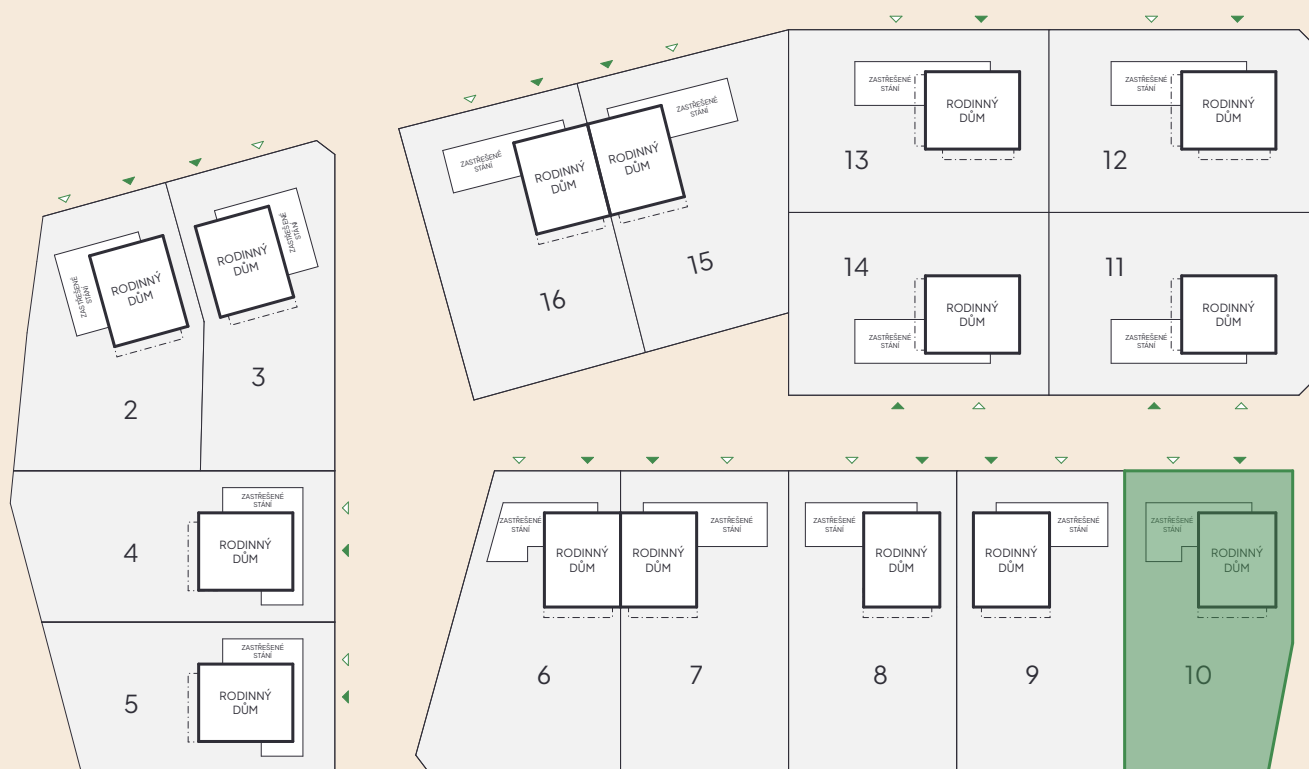 ZASTŘEŠENÉ
STÁNÍ
RODINNÝ
DŮM
13
ZASTŘEŠENÉ
STÁNÍ
RODINNÝ
DŮM
12
ZASTŘEŠENÉ
STÁNÍ
RODINNÝ
DŮM
16
RODINNÝ
DŮM
ZASTŘEŠENÉ
STÁNÍ
15
14
RODINNÝ
DŮM
ZASTŘEŠENÉ
STÁNÍ
11
RODINNÝ
DŮM
ZASTŘEŠENÉ
STÁNÍ
ZASTŘEŠENÉ
STÁNÍ
RODINNÝ
DŮM
2
RODINNÝ
DŮM
ZASTŘEŠENÉ
STÁNÍ
3
ZASTŘEŠENÉ
STÁNÍ
RODINNÝ
DŮM
4
ZASTŘEŠENÉ
STÁNÍ
RODINNÝ
DŮM
5
ZASTŘEŠENÉ
STÁNÍ
RODINNÝ
DŮM
6
RODINNÝ
DŮM
ZASTŘEŠENÉ
STÁNÍ
7
ZASTŘEŠENÉ
STÁNÍ
RODINNÝ
DŮM
8
RODINNÝ
DŮM
ZASTŘEŠENÉ
STÁNÍ
9
ZASTŘEŠENÉ
STÁNÍ
RODINNÝ
DŮM
10